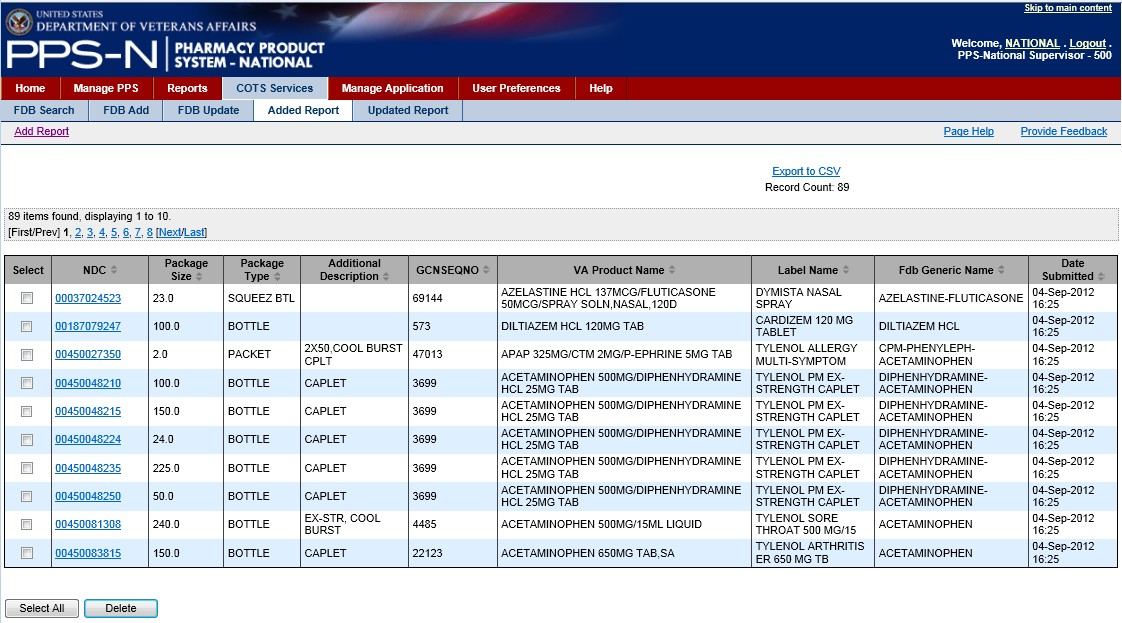 Skip to main content
UNITED STATES
DEPARTMENT OF VETERANS AFFAIRS
PPS-N PHARMACY PRODUCT
SYSTEM - NATIONAL
Welcome, NATIONAL . Logout .
PPS-National Supervisor - 500
Home Manage PPS Reports COTS Services Manage Application User Preferences Help
FDB Search FDB Add FDB Update Added Report Updated Report
Add Report Page Help Provide Feedback
Export to CSV
Record Count: 89
89 items found, displaying 1 to 10.
[First/Prev] 1, 2, 3, 4, 5, 6, 7, 8 [Next/Last]
Select NDC Package Size Package Type Additional Description GCNSEQNO VA Product Name Label Name Fdb Generic Name Date Submitted
00037024523 23.0 SQUEEZ BTL 69144 AZELASTINE HCL 137MCG/FLUTICASONE 50MCG/SPRAY SOLN,NASAL,120D DYMISTA NASAL SPRAY AZELASTINE-FLUTICASONE 04-Sep-2012 16:25
00187079247 100.0 BOTTLE 573 DILTIAZEM HCL 120MG TAB CARDIZEM 120 MG TABLET DILTIAZEM HCL 04-Sep-2012 16:25
00450027350 2.0 PACKET 2X50,COOL BURST CPLT 47013 APAP 325MG/CTM 2MG/P-EPHRINE 5MG TAB TYLENOL ALLERGY MULTI-SYMPTOM CPM-PHENYLEPH-ACETAMINOPHEN 04-Sep-2012 16:25
00450048210 100.0 BOTTLE CAPLET 3699 ACETAMINOPHEN 500MG/DIPHENHYDRAMINE HCL 25MG TAB TYLENOL PM EX-STRENGTH CAPLET DIPHENHYDRAMINE-ACETAMINOPHEN 04-Sep-2012 16:25
00450048215 150.0 BOTTLE CAPLET 3699 ACETAMINOPHEN 500MG/DIPHENHYDRAMINE HCL 25MG TAB TYLENOL PM EX-STRENGTH CAPLET DIPHENHYDRAMINE-ACETAMINOPHEN 04-Sep-2012 16:25
00450048224 24.0 BOTTLE CAPLET 3699 ACETAMINOPHEN 500MG/DIPHENHYDRAMINE HCL 25MG TAB TYLENOL PM EX-STRENGTH CAPLET DIPHENHYDRAMINE-ACETAMINOPHEN 04-Sep-2012 16:25
00450048235 225.0 BOTTLE CAPLET 3699 ACETAMINOPHEN 500MG/DIPHENHYDRAMINE HCL 25MG TAB TYLENOL PM EX-STRENGTH CAPLET DIPHENHYDRAMINE-ACETAMINOPHEN 04-Sep-2012 16:25
00450048250 50.0 BOTTLE CAPLET 3699 ACETAMINOPHEN 500MG/DIPHENHYDRAMINE HCL 25MG TAB TYLENOL PM EX-STRENGTH CAPLET DIPHENHYDRAMINE-ACETAMINOPHEN 04-Sep-2012 16:25
00450081308 240.0 BOTTLE EX-STR, COOL BURST 4485 ACETAMINOPHEN 500MG/15ML LIQUID TYLENOL SORE THROAT 500 MG/15 ACETAMINOPHEN 04-Sep-2012 16:25
00450083815 150.0 BOTTLE CAPLET 22123 ACETAMINOPHEN 650MG TAB,SA TYLENOL ARTHRITIS ER 650 MG TB ACETAMINOPHEN 04-Sep-2012 16:25
Select All Delete